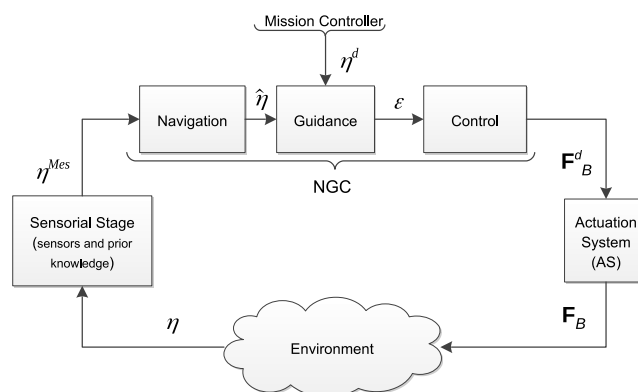 Mission Controller
η^d
Navigation
η̂
Guidance
ε
Control
NGC
η^Mes
F^d_B
Sensorial Stage
(sensors and prior
knowledge)
Actuation
System
(AS)
η
Environment
F_B